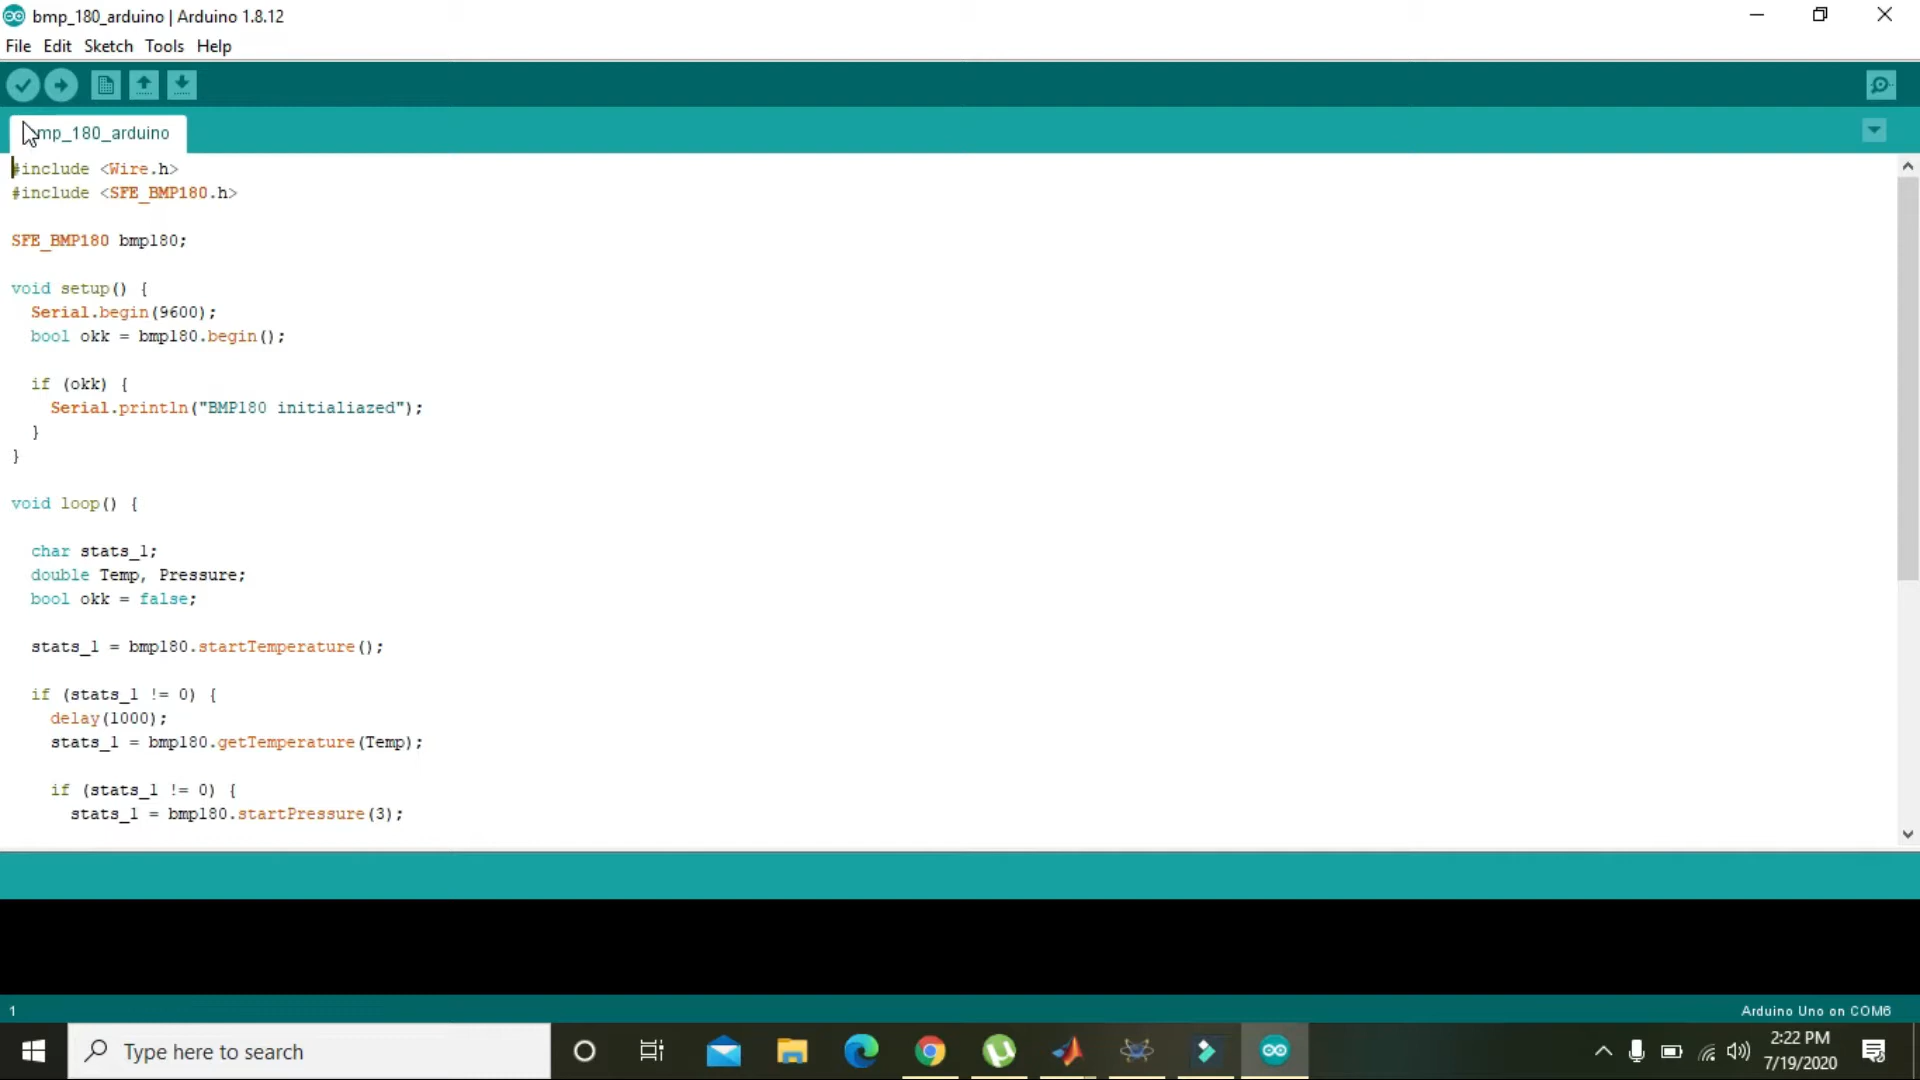 bmp_180_arduino | Arduino 1.8.12
File Edit Sketch Tools Help
bmp_180_arduino
#include <Wire.h>
#include <SFE_BMP180.h>
SFE_BMP180 bmp180;
void setup() {
Serial.begin(9600);
bool okk = bmp180.begin();
if (okk) {
Serial.println("BMP180 initialiazed");
}
}
void loop() {
char stats_1;
double Temp, Pressure;
bool okk = false;
stats_1 = bmp180.startTemperature();
if (stats_1 != 0) {
delay(1000);
stats_1 = bmp180.getTemperature(Temp);
if (stats_1 != 0) {
stats_1 = bmp180.startPressure(3);
1
Arduino Uno on COM6
Type here to search
2:22 PM
7/19/2020